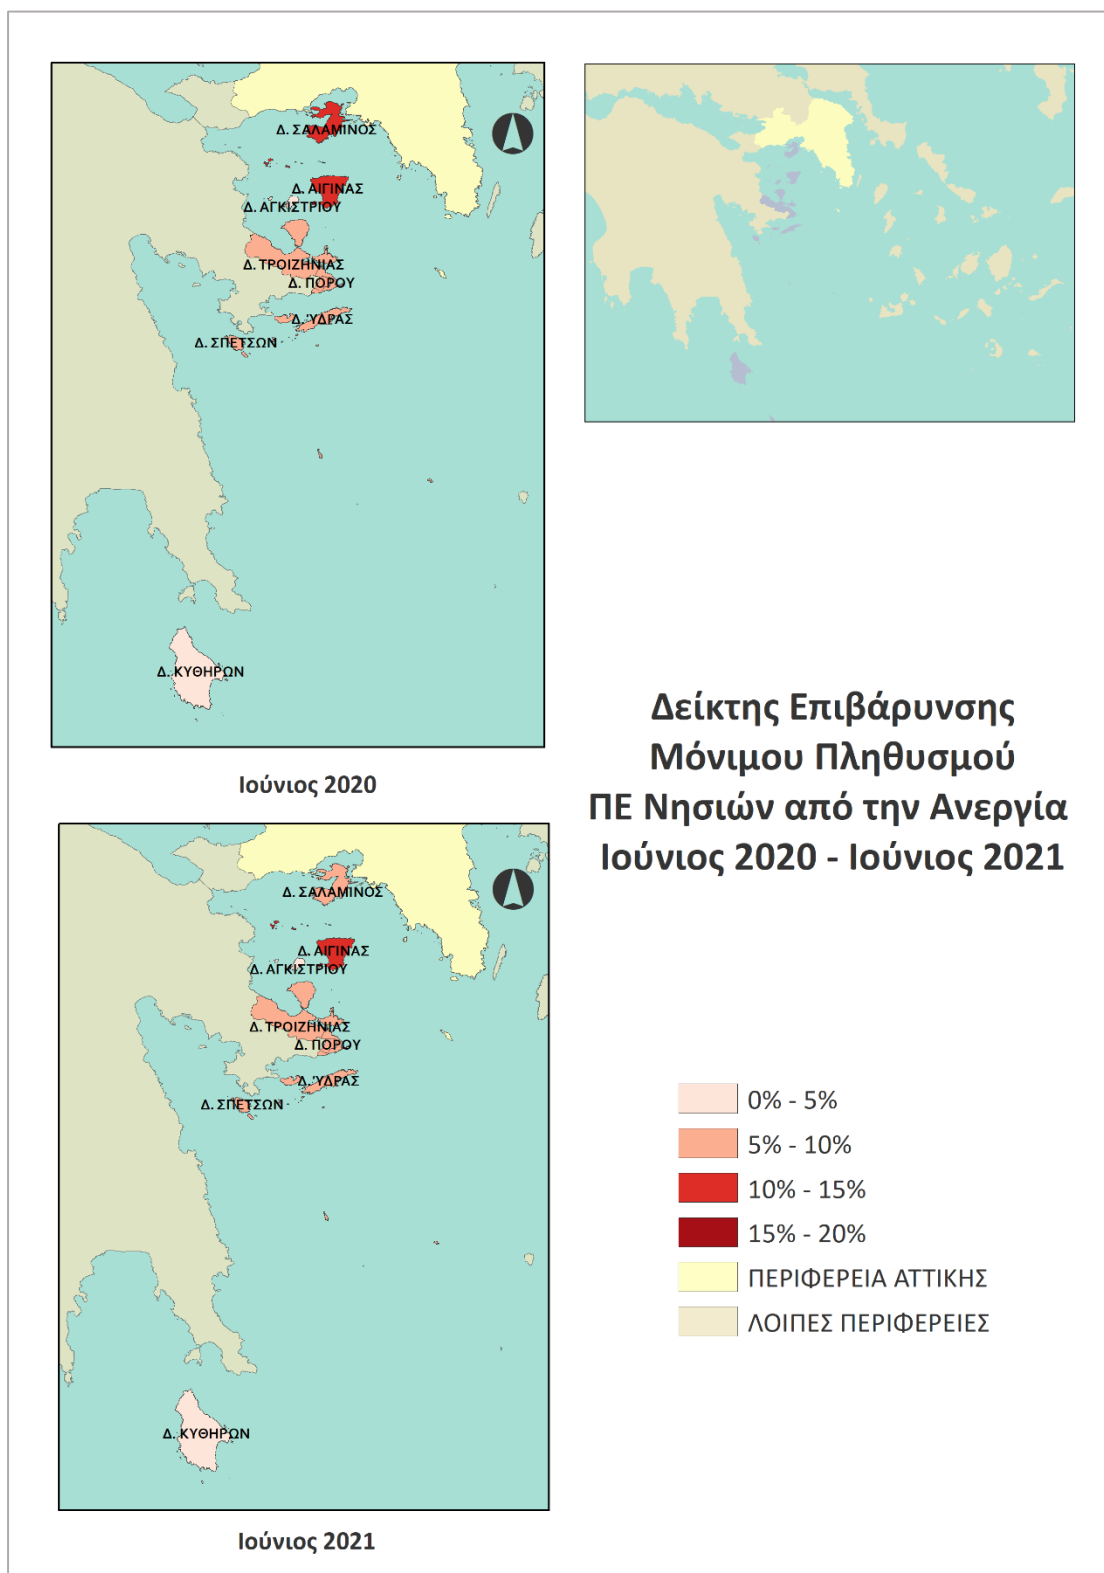 Δ. ΣΑΛΑΜΙΝΟΣ
Δ. ΑΙΓΙΝΑΣ
Δ. ΑΓΚΙΣΤΡΙΟΥ
Δ. ΤΡΟΙΖΗΝΙΑΣ
Δ. ΠΟΡΟΥ
Δ. ΎΔΡΑΣ
Δ. ΣΠΕΤΣΩΝ
Δ. ΚΥΘΗΡΩΝ
Ιούνιος 2020
Δείκτης Επιβάρυνσης
Μόνιμου Πληθυσμού
ΠΕ Νησιών από την Ανεργία
Ιούνιος 2020 - Ιούνιος 2021
Δ. ΣΑΛΑΜΙΝΟΣ
Δ. ΑΙΓΙΝΑΣ
Δ. ΑΓΚΙΣΤΡΙΟΥ
Δ. ΤΡΟΙΖΗΝΙΑΣ
Δ. ΠΟΡΟΥ
Δ. ΎΔΡΑΣ
Δ. ΣΠΕΤΣΩΝ
Δ. ΚΥΘΗΡΩΝ
Ιούνιος 2021
0% - 5%
5% - 10%
10% - 15%
15% - 20%
ΠΕΡΙΦΕΡΕΙΑ ΑΤΤΙΚΗΣ
ΛΟΙΠΕΣ ΠΕΡΙΦΕΡΕΙΕΣ